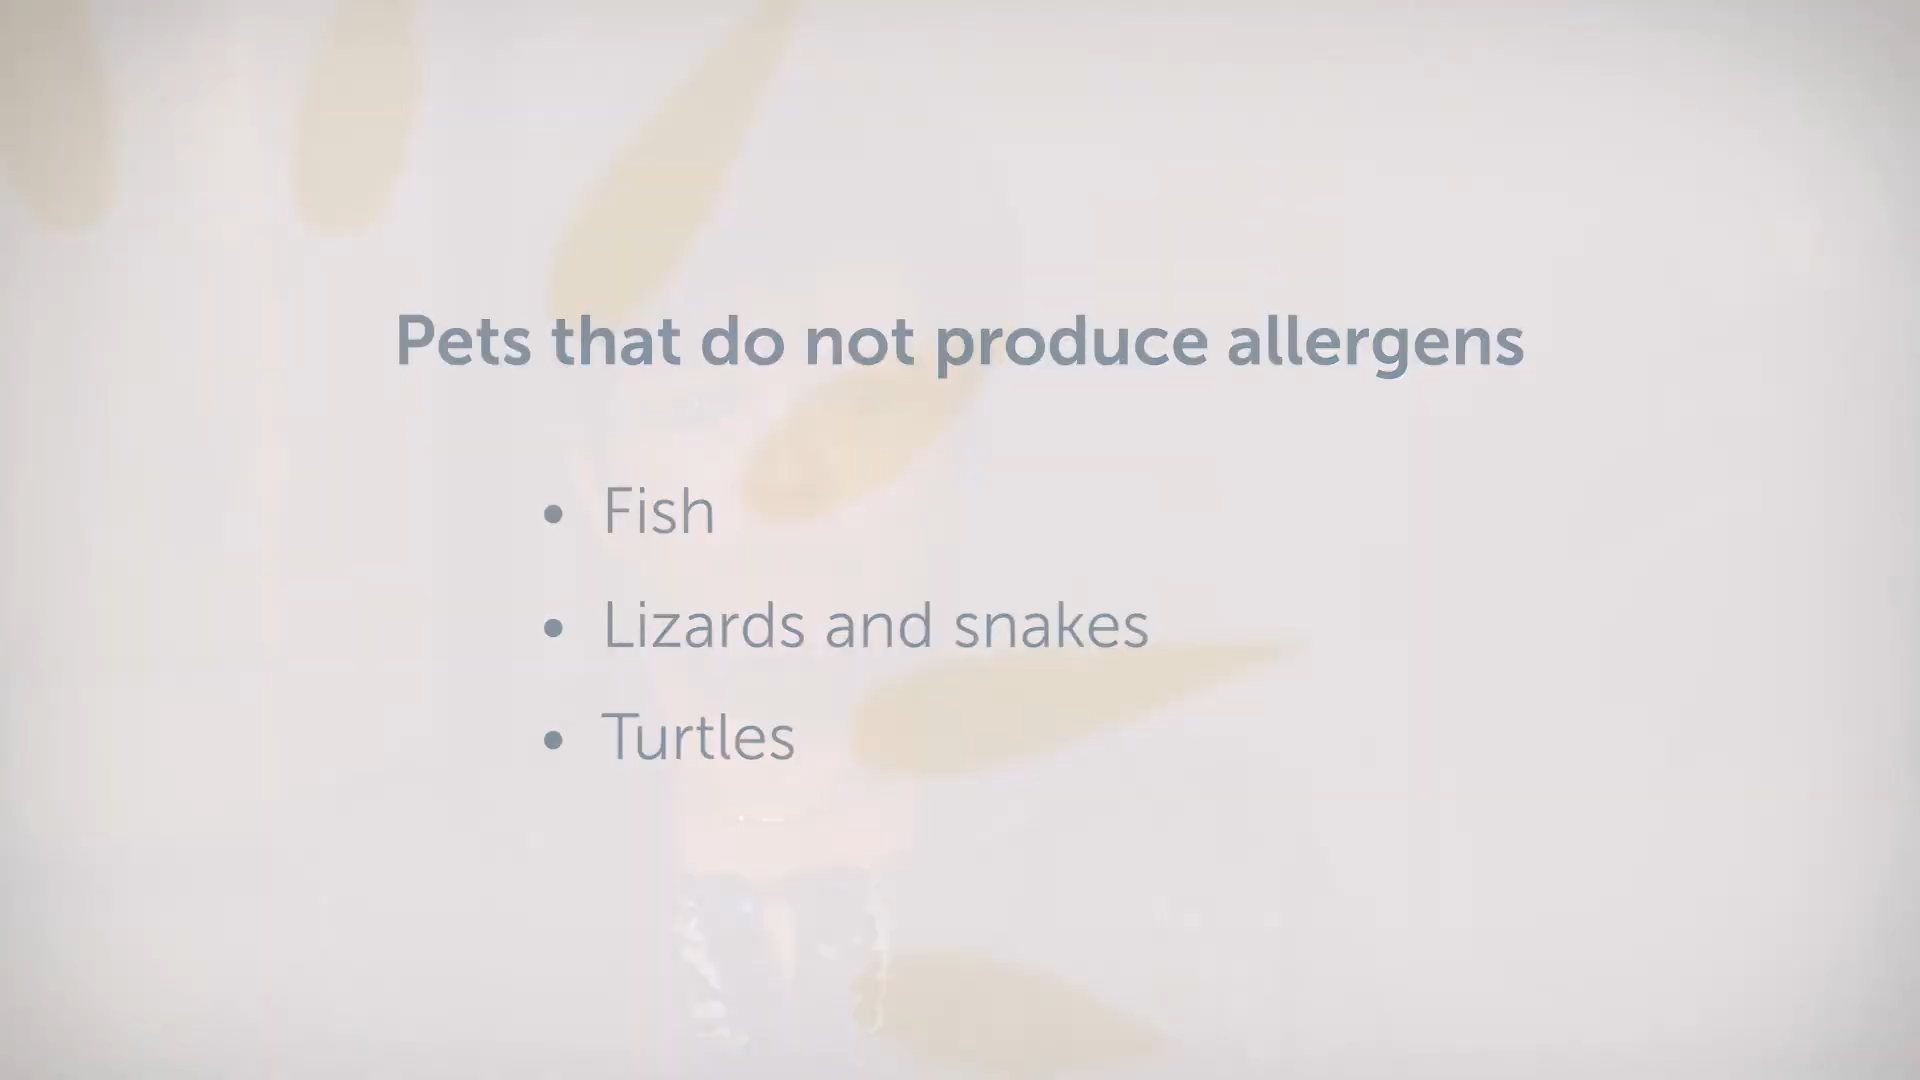 Pets that do not produce allergens
• Fish
• Lizards and snakes
• Turtles